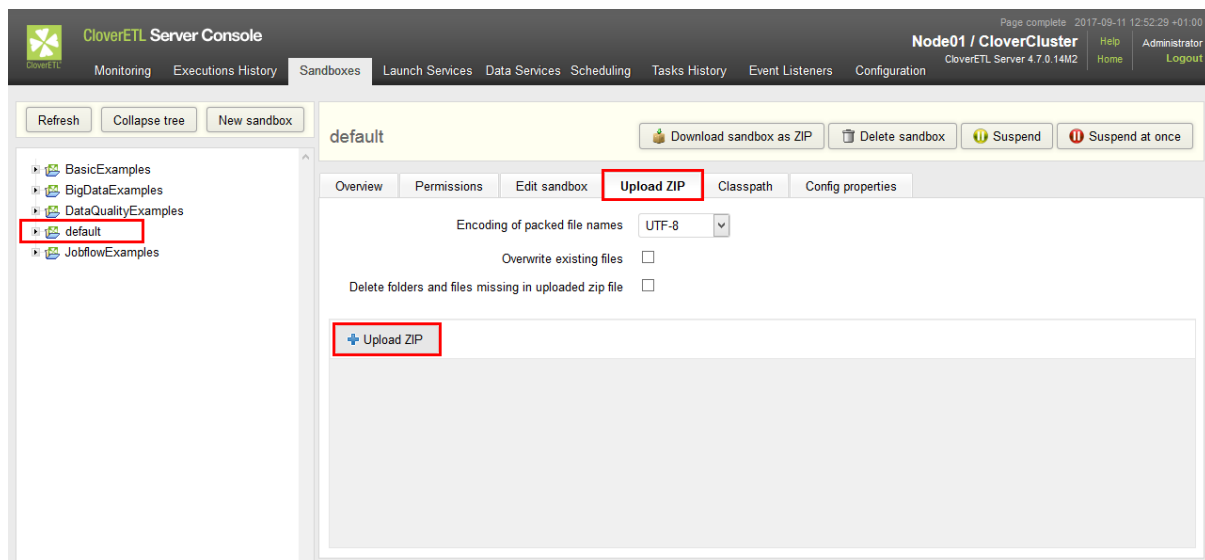 Page complete 2017-09-11 12:52:29 +01:00
CloverETL Server Console
Node01 / CloverCluster Help Administrator
CloverETL Server 4.7.0.14M2 Home Logout
CloverETL
Monitoring Executions History Sandboxes Launch Services Data Services Scheduling Tasks History Event Listeners Configuration
Refresh Collapse tree New sandbox
BasicExamples
BigDataExamples
DataQualityExamples
default
JobflowExamples
default Download sandbox as ZIP Delete sandbox Suspend Suspend at once
Overview Permissions Edit sandbox Upload ZIP Classpath Config properties
Encoding of packed file names UTF-8
Overwrite existing files
Delete folders and files missing in uploaded zip file
Upload ZIP